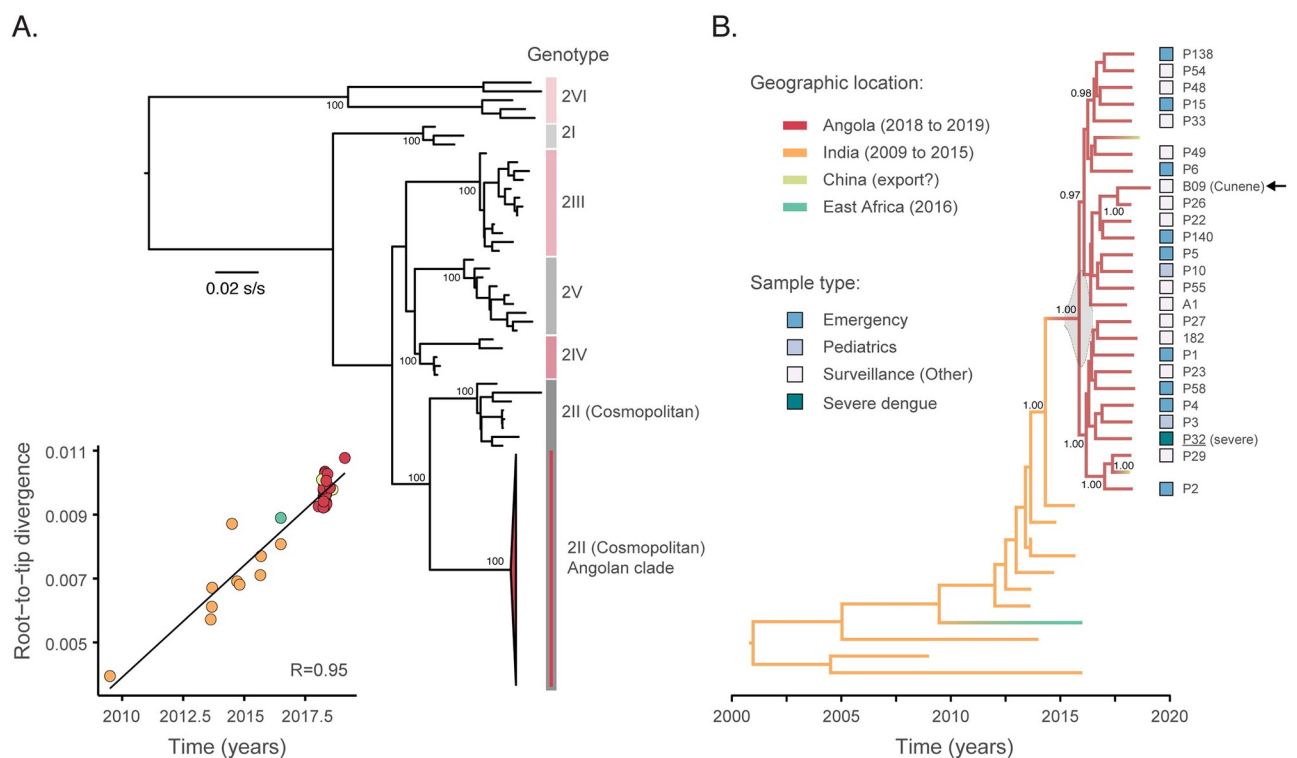 A.
Genotype
2VI
100
2I
100
2III
100
0.02 s/s
2V
100
2IV
100
100
2II (Cosmopolitan)
100
2II (Cosmopolitan)
Angolan clade
100
Root−to−tip divergence
0.011
0.009
0.007
0.005
R=0.95
2010
2012.5
2015
2017.5
Time (years)
B.
Geographic location:
Angola (2018 to 2019)
India (2009 to 2015)
China (export?)
East Africa (2016)
Sample type:
Emergency
Pediatrics
Surveillance (Other)
Severe dengue
0.98
0.97
1.00
1.00
1.00
1.00
1.00
1.00
P138
P54
P48
P15
P33
P49
P6
B09 (Cunene)
P26
P22
P140
P5
P10
P55
A1
P27
182
P1
P23
P58
P4
P3
P32 (severe)
P29
P2
2000
2005
2010
2015
2020
Time (years)